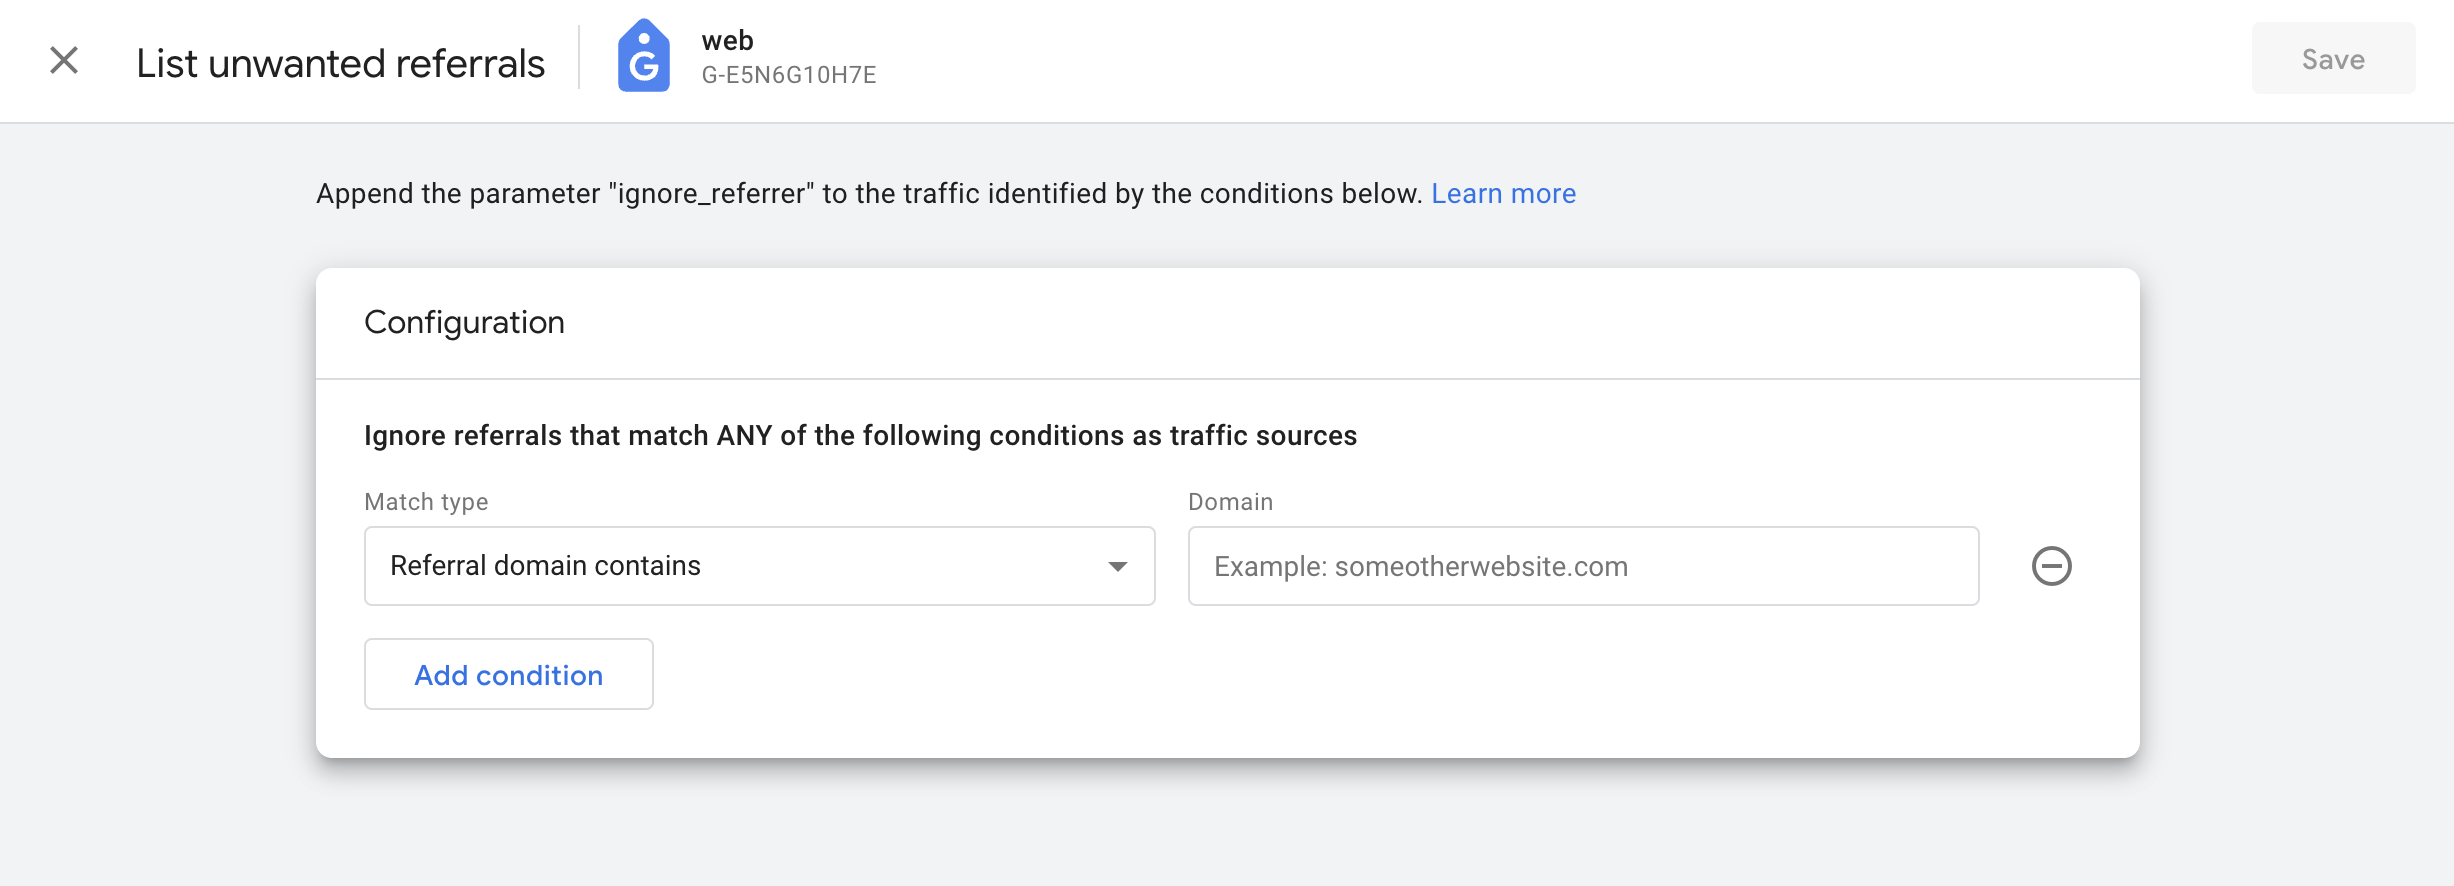 List unwanted referrals
web
G-E5N6G10H7E
Save
Append the parameter "ignore_referrer" to the traffic identified by the conditions below. Learn more
Configuration
Ignore referrals that match ANY of the following conditions as traffic sources
Match type
Domain
Referral domain contains
Example: someotherwebsite.com
Add condition